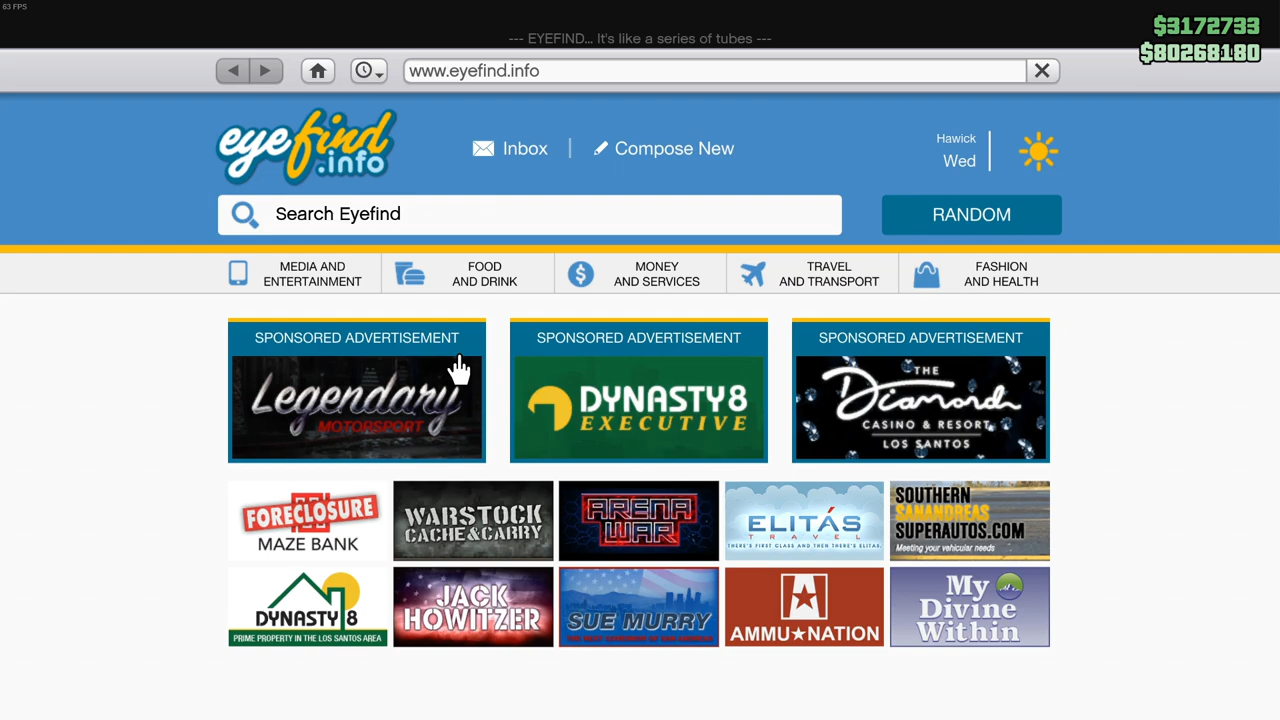 63 FPS
--- EYEFIND... It's like a series of tubes ---
$3172733
$80268180
www.eyefind.info
eyefind
.info
Inbox
Compose New
Hawick
Wed
Search Eyefind
RANDOM
MEDIA AND
ENTERTAINMENT
FOOD
AND DRINK
MONEY
AND SERVICES
TRAVEL
AND TRANSPORT
FASHION
AND HEALTH
SPONSORED ADVERTISEMENT
Legendary
MOTORSPORT
SPONSORED ADVERTISEMENT
DYNASTY8
EXECUTIVE
SPONSORED ADVERTISEMENT
THE
Diamond
CASINO & RESORT
LOS SANTOS
FORECLOSURE
MAZE BANK
WARSTOCK
CACHE&CARRY
ARENA
WAR
ELITÁS
TRAVEL
THERE'S FIRST CLASS AND THEN THERE'S ELITAS.
SOUTHERN
SANANDREAS
SUPERAUTOS.COM
Meeting your vehicular needs
DYNASTY 8
PRIME PROPERTY IN THE LOS SANTOS AREA
JACK
HOWITZER
SUE MURRY
AMMU★NATION
My
Divine
Within